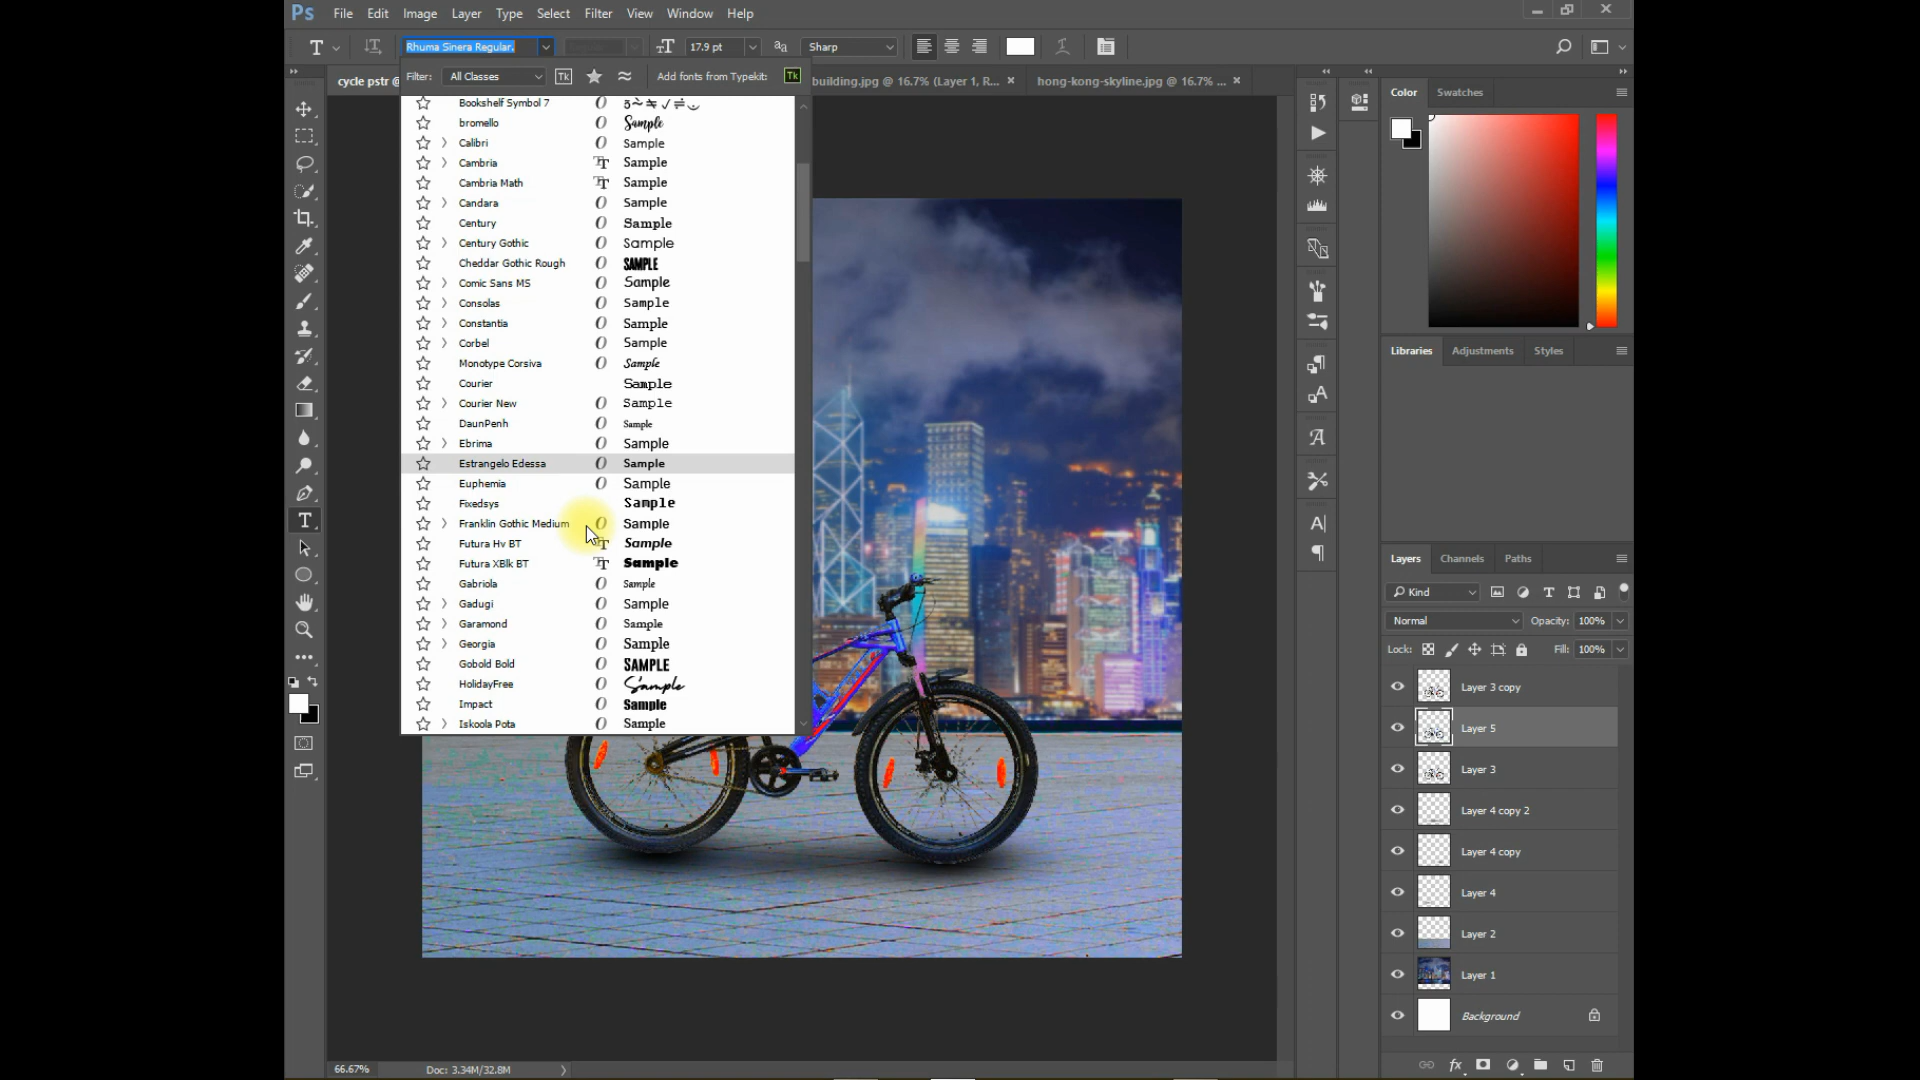 Ps File Edit Image Layer Type Select Filter View Window Help
T Rhuma Sinera Regular. 17.9 pt aa Sharp
Filter: All Classes Tk Add fonts from Typekit: Tk
cycle pstr @ building.jpg @ 16.7% (Layer 1, R... × hong-kong-skyline.jpg @ 16.7% ... ×
Bookshelf Symbol 7
bromello O Sample
Calibri O Sample
Cambria Sample
Cambria Math Sample
Candara O Sample
Century O Sample
Century Gothic O Sample
Cheddar Gothic Rough O SAMPLE
Comic Sans MS O Sample
Consolas O Sample
Constantia O Sample
Corbel O Sample
Monotype Corsiva O Sample
Courier Sample
Courier New O Sample
DaunPenh O Sample
Ebrima O Sample
Estrangelo Edessa O Sample
Euphemia O Sample
Fixedsys Sample
Franklin Gothic Medium O Sample
Futura Hv BT Sample
Futura XBlk BT Sample
Gabriola O Sample
Gadugi O Sample
Garamond O Sample
Georgia O Sample
Gobold Bold O SAMPLE
HolidayFree O Sample
Impact O Sample
Iskoola Pota O Sample
66.67% Doc: 3.34M/32.8M
Color Swatches
Libraries Adjustments Styles
Layers Channels Paths
Kind
Normal Opacity: 100%
Lock: Fill: 100%
Layer 3 copy
Layer 5
Layer 3
Layer 4 copy 2
Layer 4 copy
Layer 4
Layer 2
Layer 1
Background
fx